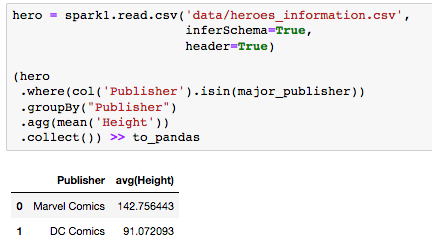 hero = spark1.read.csv('data/heroes_information.csv',
                       inferSchema=True,
                       header=True)
(hero
 .where(col('Publisher').isin(major_publisher))
 .groupBy("Publisher")
 .agg(mean('Height'))
 .collect()) >> to_pandas
Publisher avg(Height)
0 Marvel Comics 142.756443
1 DC Comics 91.072093